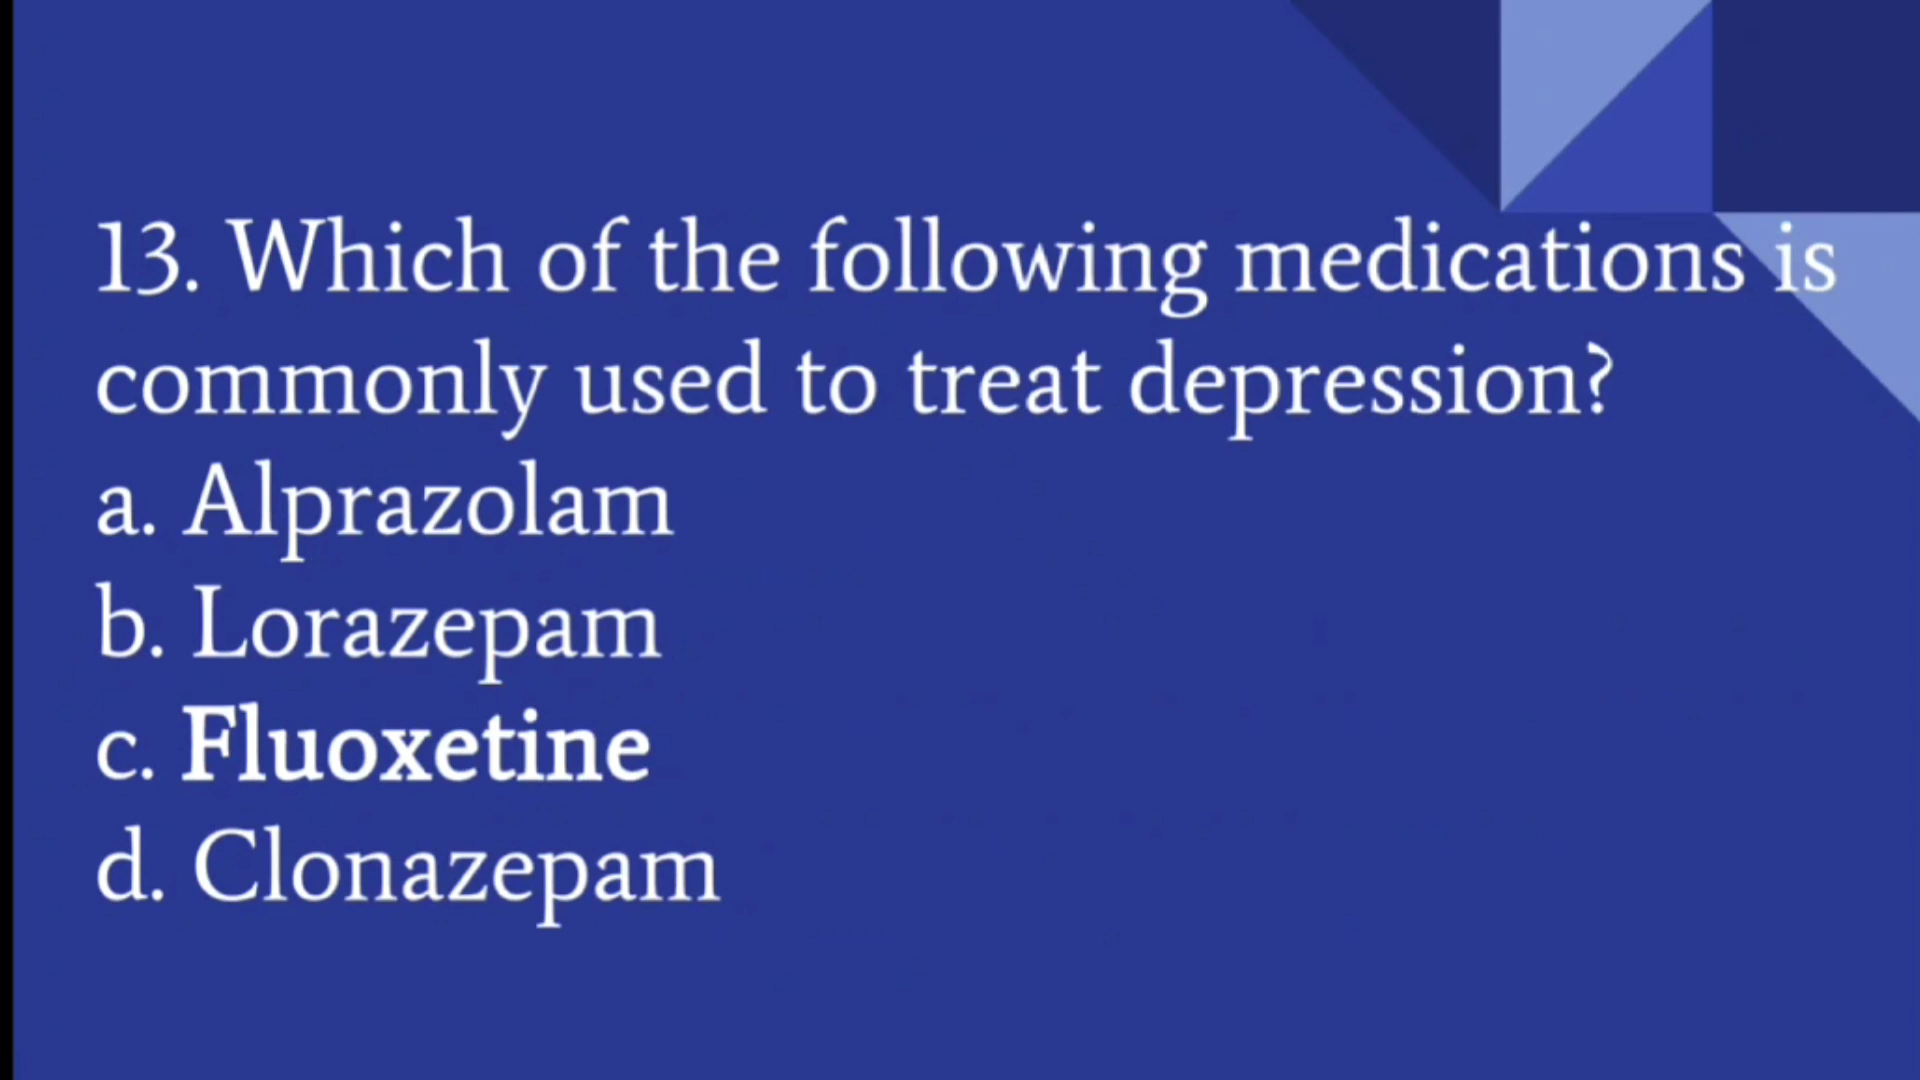 13. Which of the following medications is
commonly used to treat depression?
a. Alprazolam
b. Lorazepam
c. Fluoxetine
d. Clonazepam